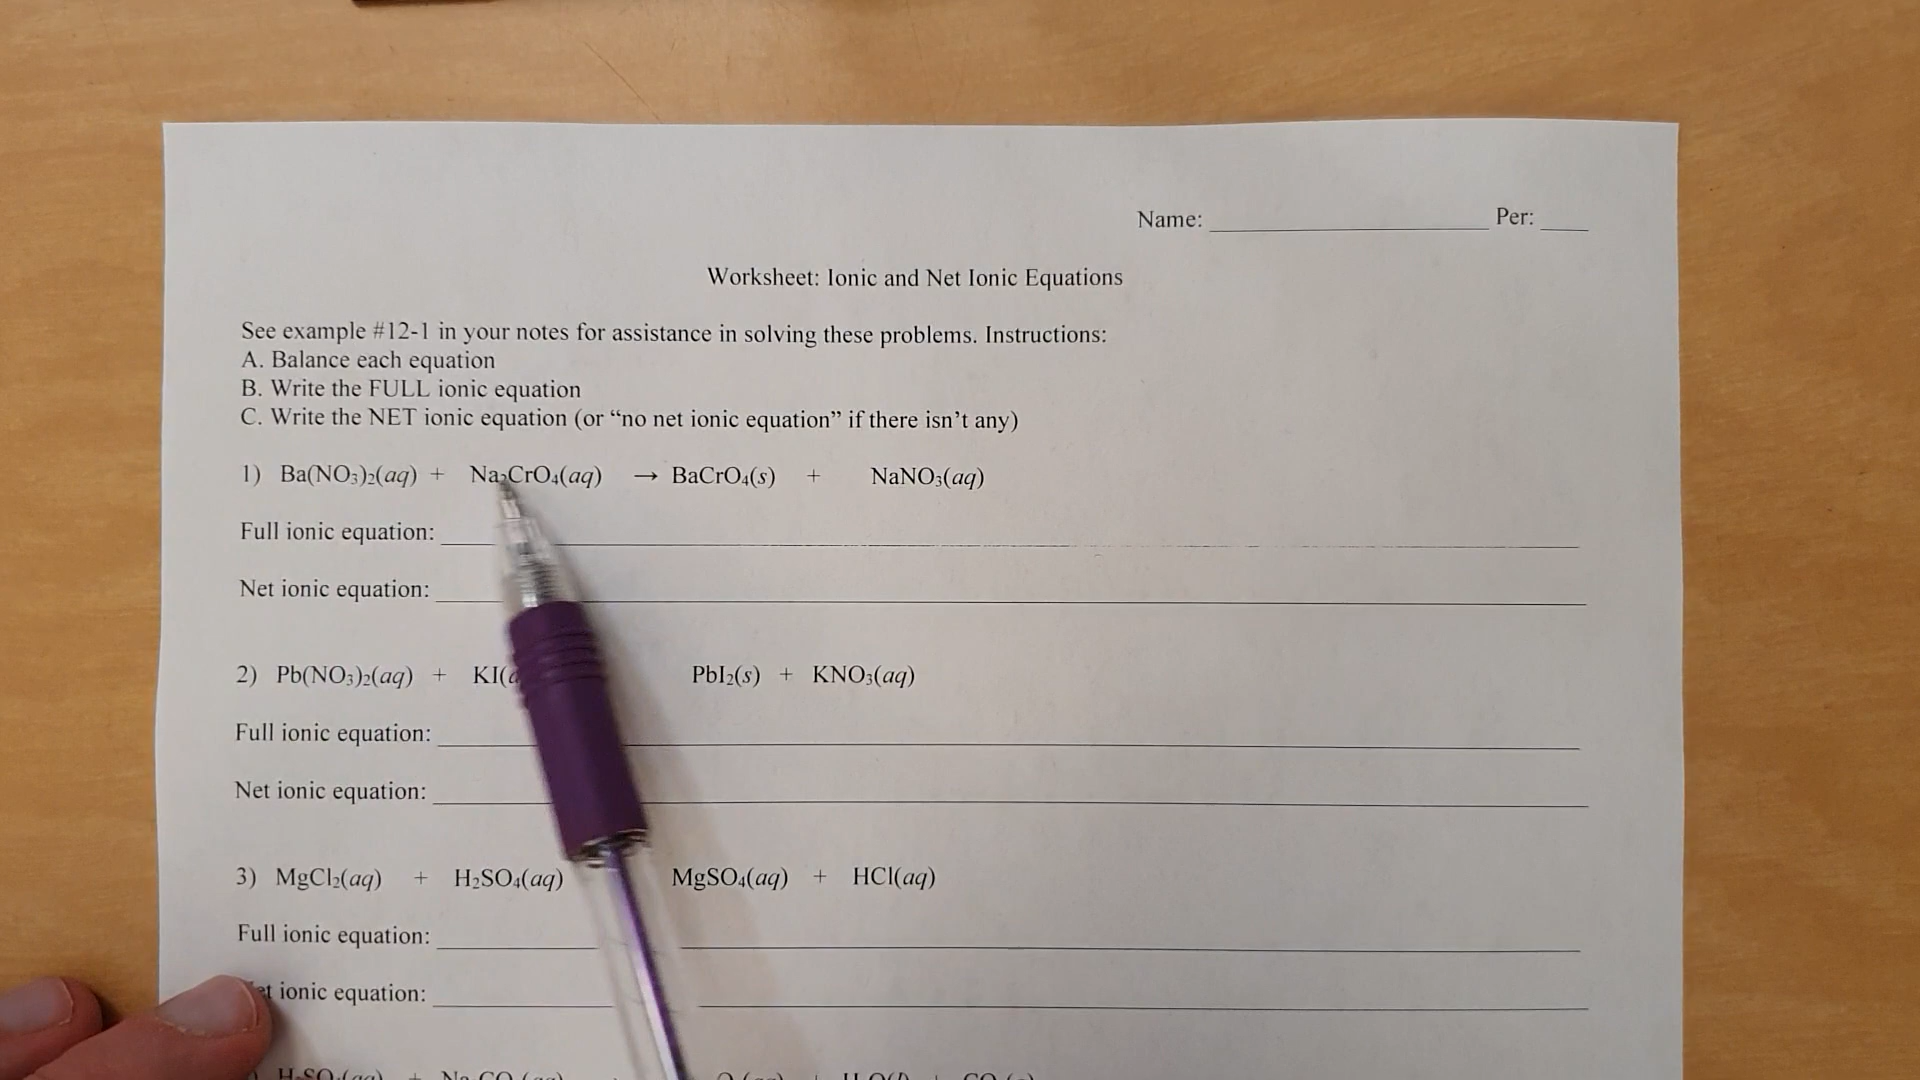 Name: Per:
Worksheet: Ionic and Net Ionic Equations
See example #12-1 in your notes for assistance in solving these problems. Instructions:
A. Balance each equation
B. Write the FULL ionic equation
C. Write the NET ionic equation (or “no net ionic equation” if there isn’t any)
1) Ba(NO₃)₂(aq) + Na₂CrO₄(aq) → BaCrO₄(s) + NaNO₃(aq)
Full ionic equation:
Net ionic equation:
2) Pb(NO₃)₂(aq) + KI( PbI₂(s) + KNO₃(aq)
Full ionic equation:
Net ionic equation:
3) MgCl₂(aq) + H₂SO₄(aq) MgSO₄(aq) + HCl(aq)
Full ionic equation:
ionic equation: